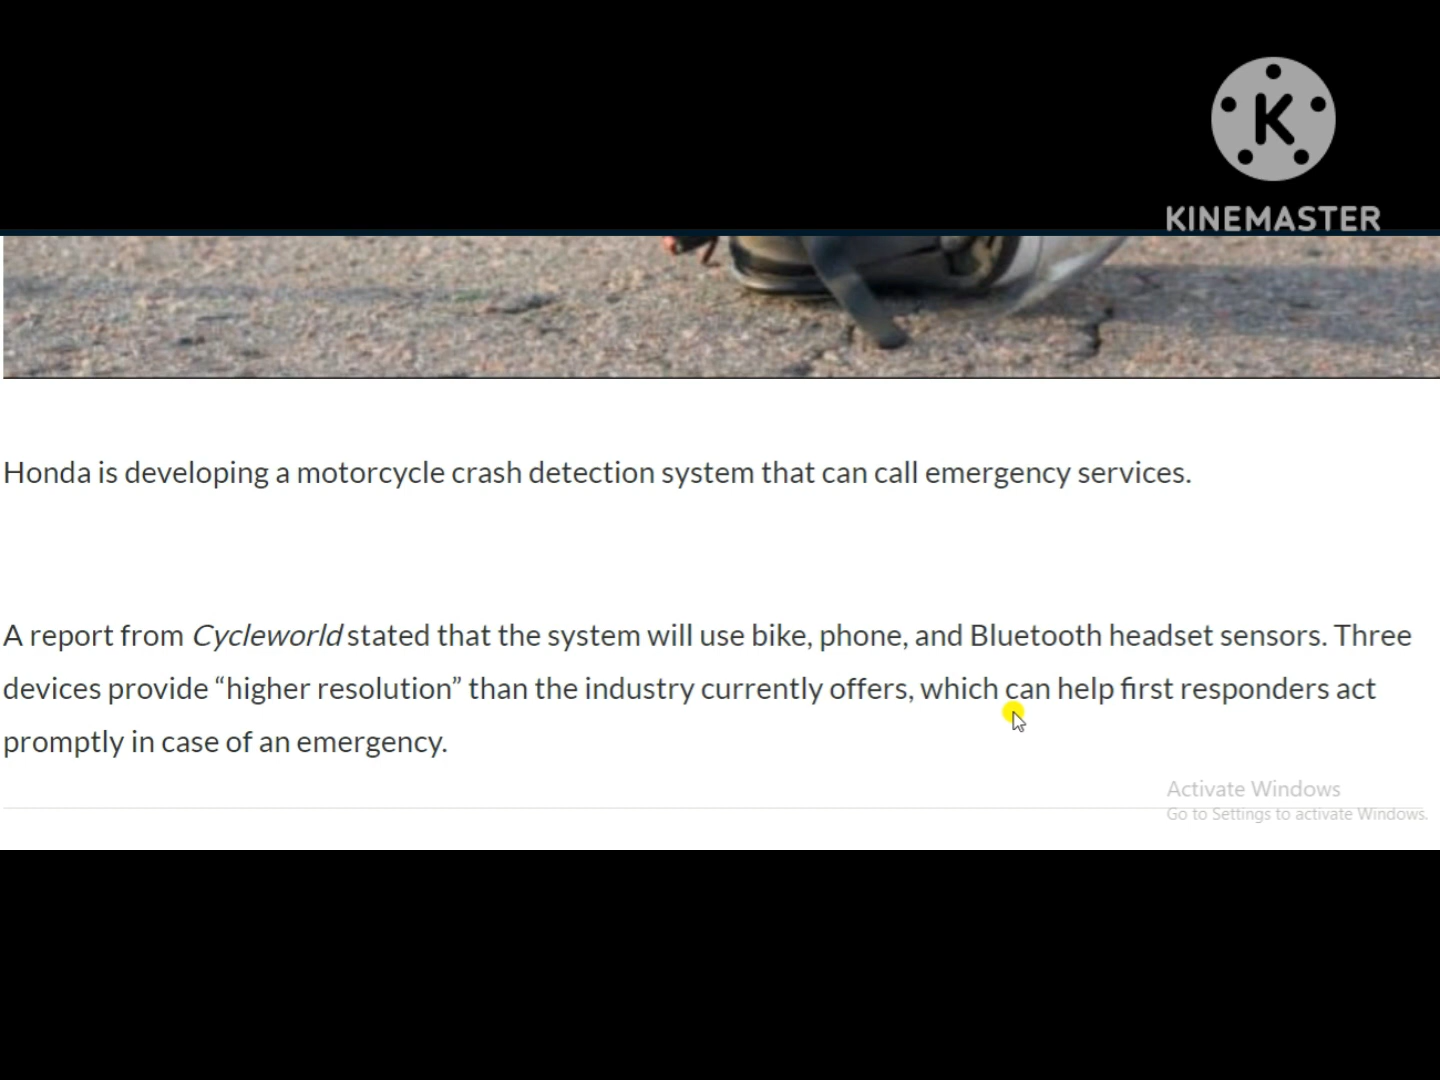 K
KINEMASTER
Honda is developing a motorcycle crash detection system that can call emergency services.
A report from Cycleworld stated that the system will use bike, phone, and Bluetooth headset sensors. Three
devices provide “higher resolution” than the industry currently offers, which can help first responders act
promptly in case of an emergency.
Activate Windows
Go to Settings to activate Windows.